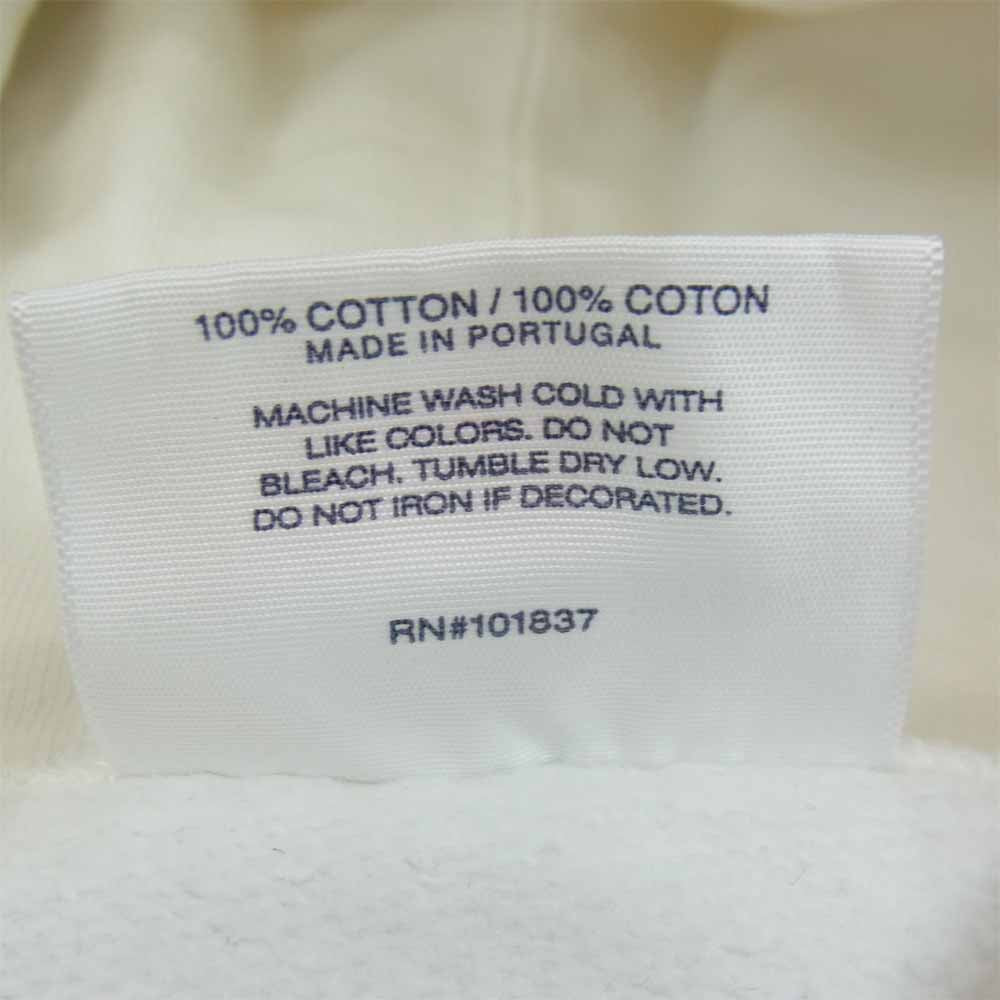 100% COTTON / 100% COTON
MADE IN PORTUGAL
MACHINE WASH COLD WITH
LIKE COLORS. DO NOT
BLEACH. TUMBLE DRY LOW.
DO NOT IRON IF DECORATED.
RN#101837